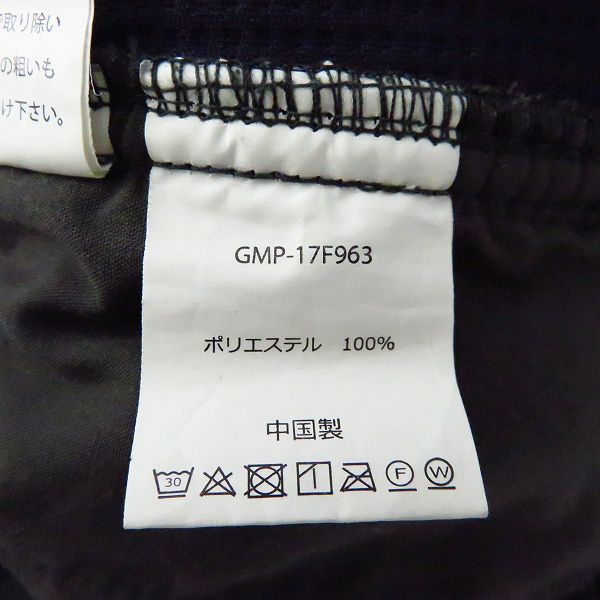 で取り除い
の粗いも
け下さい。
GMP-17F963
ポリエステル 100%
中国製
30
F
W